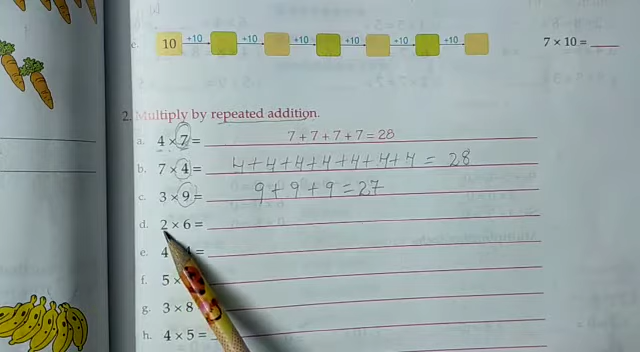 c. 10 +10 +10 +10 +10 +10 +10 7 × 10 = ____
2. Multiply by repeated addition.
a. 4 × 7 = 7 + 7 + 7 + 7 = 28
b. 7 × 4 = 4+4+4+4+4+4+4 = 28
c. 3 × 9 = 9 + 9 + 9 = 27
d. 2 × 6 =
e. 4 =
f. 5 ×
g. 3 × 8
h. 4 × 5 =